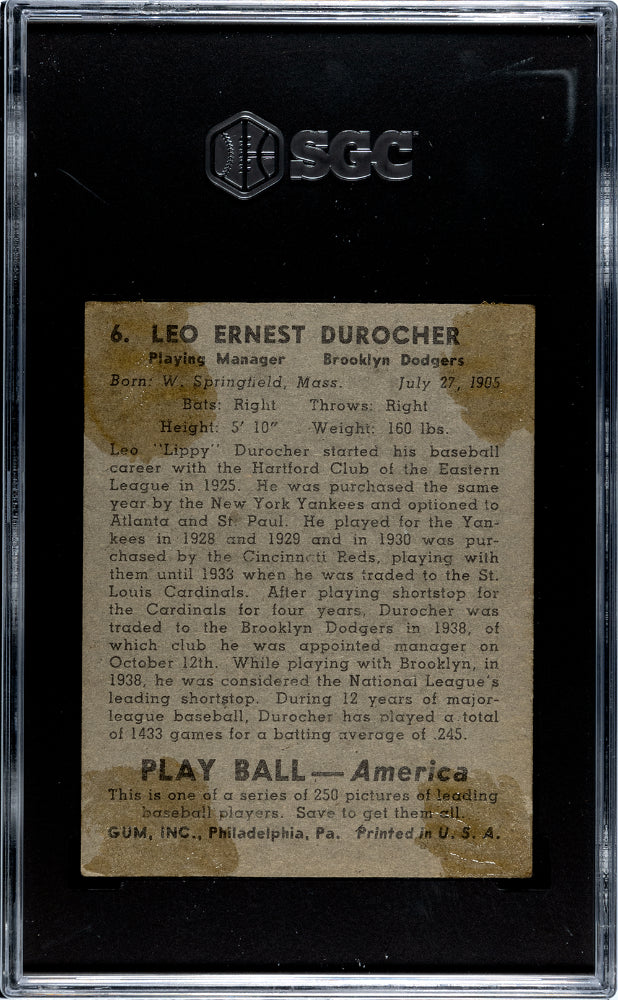 SGC
6. LEO ERNEST DUROCHER
Playing Manager Brooklyn Dodgers
Born: W. Springfield, Mass. July 27, 1905
Bats: Right Throws: Right
Height: 5' 10" Weight: 160 lbs.
Leo "Lippy" Durocher started his baseball
career with the Hartford Club of the Eastern
League in 1925. He was purchased the same
year by the New York Yankees and optioned to
Atlanta and St. Paul. He played for the Yan-
kees in 1928 and 1929 and in 1930 was pur-
chased by the Cincinnati Reds, playing with
them until 1933 when he was traded to the St.
Louis Cardinals. After playing shortstop for
the Cardinals for four years, Durocher was
traded to the Brooklyn Dodgers in 1938, of
which club he was appointed manager on
October 12th. While playing with Brooklyn, in
1938, he was considered the National League's
leading shortstop. During 12 years of major-
league baseball, Durocher has played a total
of 1433 games for a batting average of .245.
PLAY BALL — America
This is one of a series of 250 pictures of leading
baseball players. Save to get them all.
GUM, INC., Philadelphia, Pa. Printed in U. S. A.